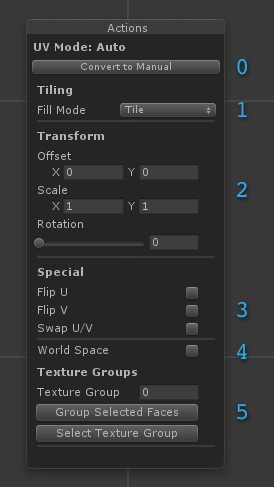 Actions
UV Mode: Auto
Convert to Manual 0
Tiling
Fill Mode Tile 1
Transform
Offset
X 0 Y 0
Scale 2
X 1 Y 1
Rotation
0
Special
Flip U
Flip V 3
Swap U/V
World Space 4
Texture Groups
Texture Group 0
Group Selected Faces 5
Select Texture Group